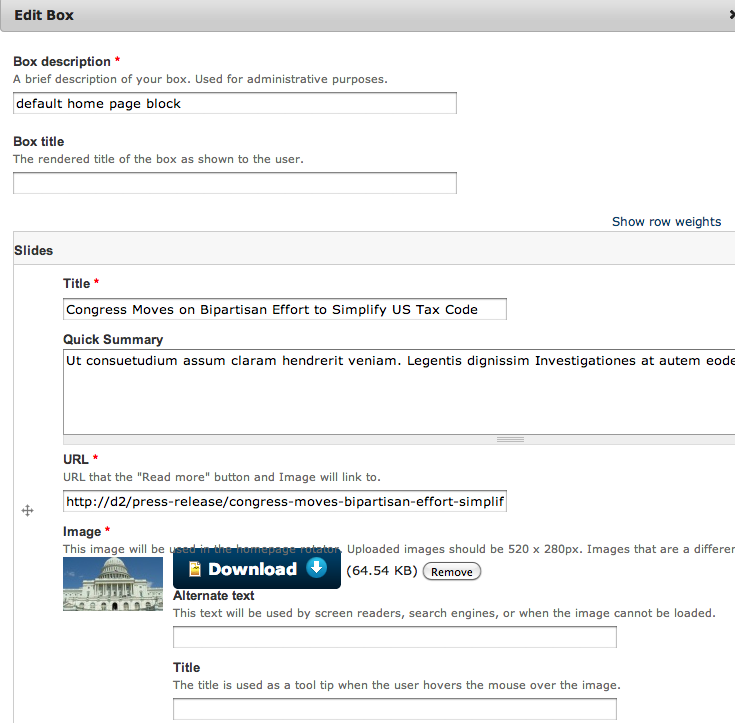 Edit Box
Box description *
A brief description of your box. Used for administrative purposes.
default home page block
Box title
The rendered title of the box as shown to the user.
Show row weights
Slides
Title *
Congress Moves on Bipartisan Effort to Simplify US Tax Code
Quick Summary
Ut consuetudium assum claram hendrerit veniam. Legentis dignissim Investigationes at autem eode
URL *
URL that the "Read more" button and Image will link to.
http://d2/press-release/congress-moves-bipartisan-effort-simplif
Image *
This image will be used in the homepage rotator. Uploaded images should be 520 x 280px. Images that are a differen
Download (64.54 KB) Remove
Alternate text
This text will be used by screen readers, search engines, or when the image cannot be loaded.
Title
The title is used as a tool tip when the user hovers the mouse over the image.